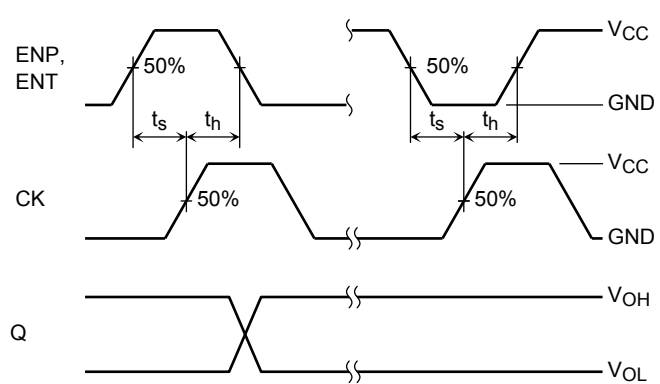 ENP,
ENT
50%
50%
VCC
GND
ts
th
ts
th
CK
50%
50%
VCC
GND
Q
VOH
VOL